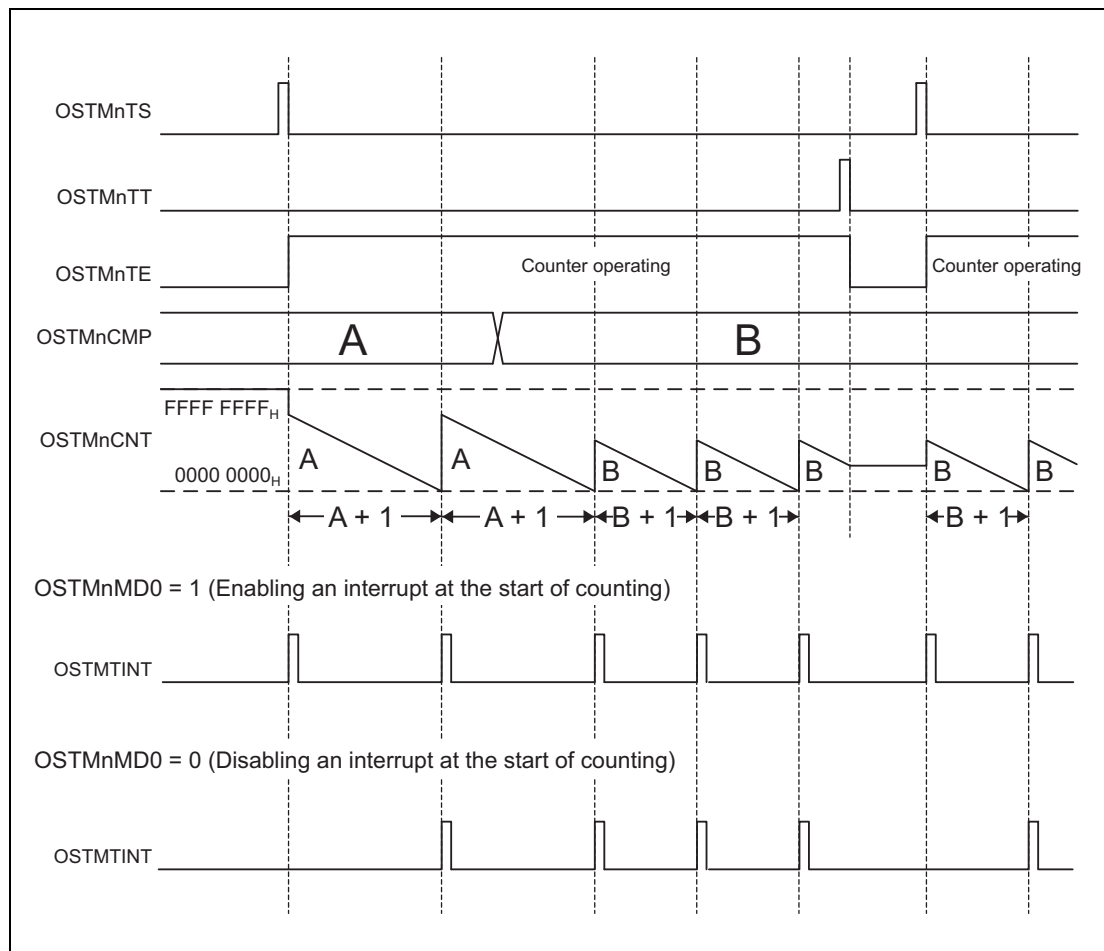 OSTMnTS
OSTMnTT
OSTMnTE
Counter operating
Counter operating
OSTMnCMP
A
B
FFFF FFFFH
OSTMnCNT
A
A
B
B
B
B
B
0000 0000H
A + 1
A + 1
B + 1
B + 1
B + 1
OSTMnMD0 = 1 (Enabling an interrupt at the start of counting)
OSTMTINT
OSTMnMD0 = 0 (Disabling an interrupt at the start of counting)
OSTMTINT